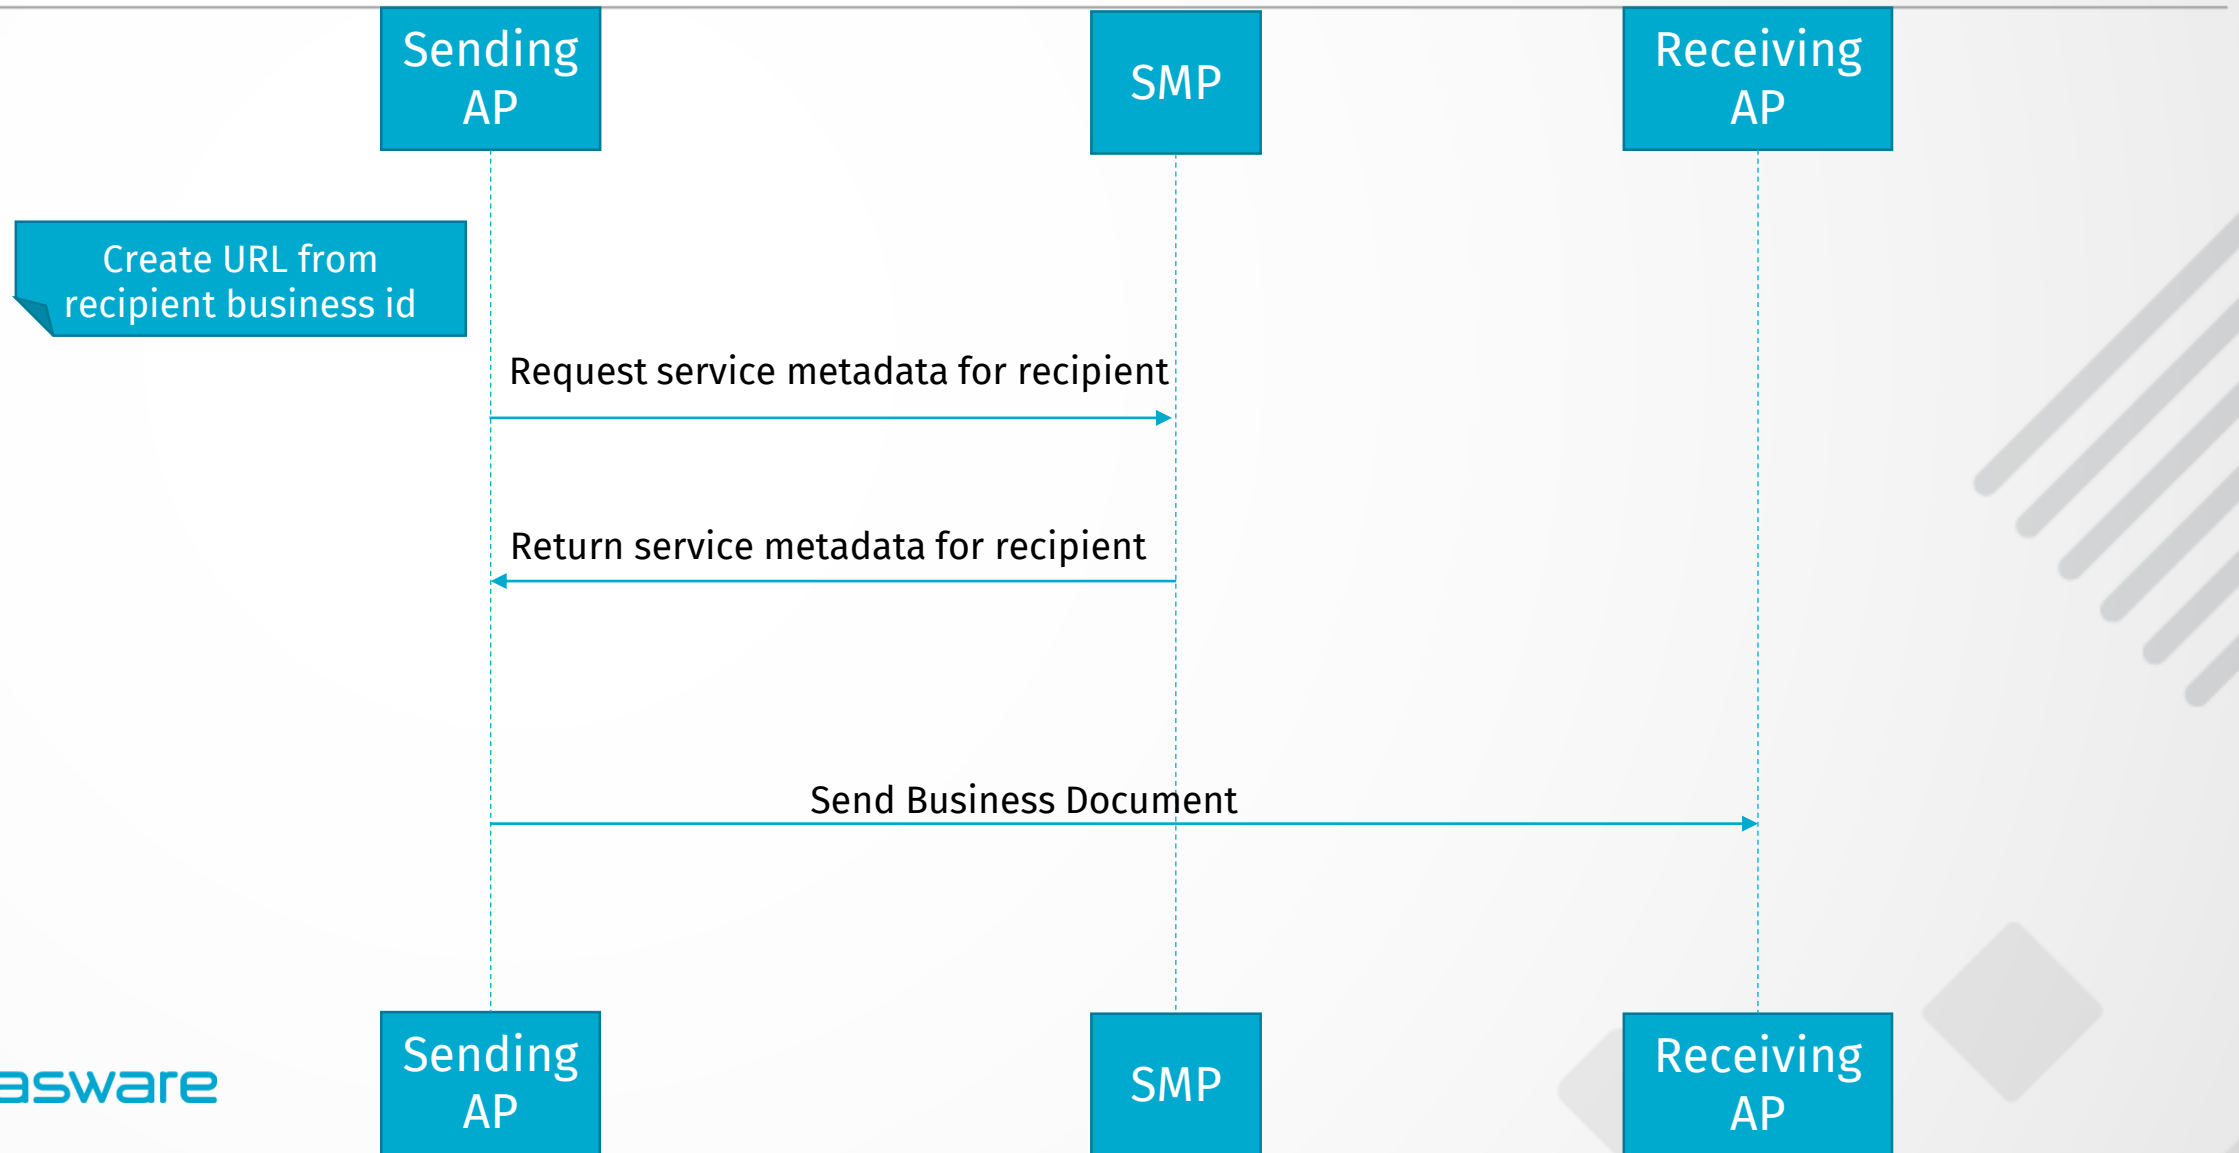 Sending
AP
SMP
Receiving
AP
Create URL from
recipient business id
Request service metadata for recipient
Return service metadata for recipient
Send Business Document
Sending
AP
SMP
Receiving
AP
asware